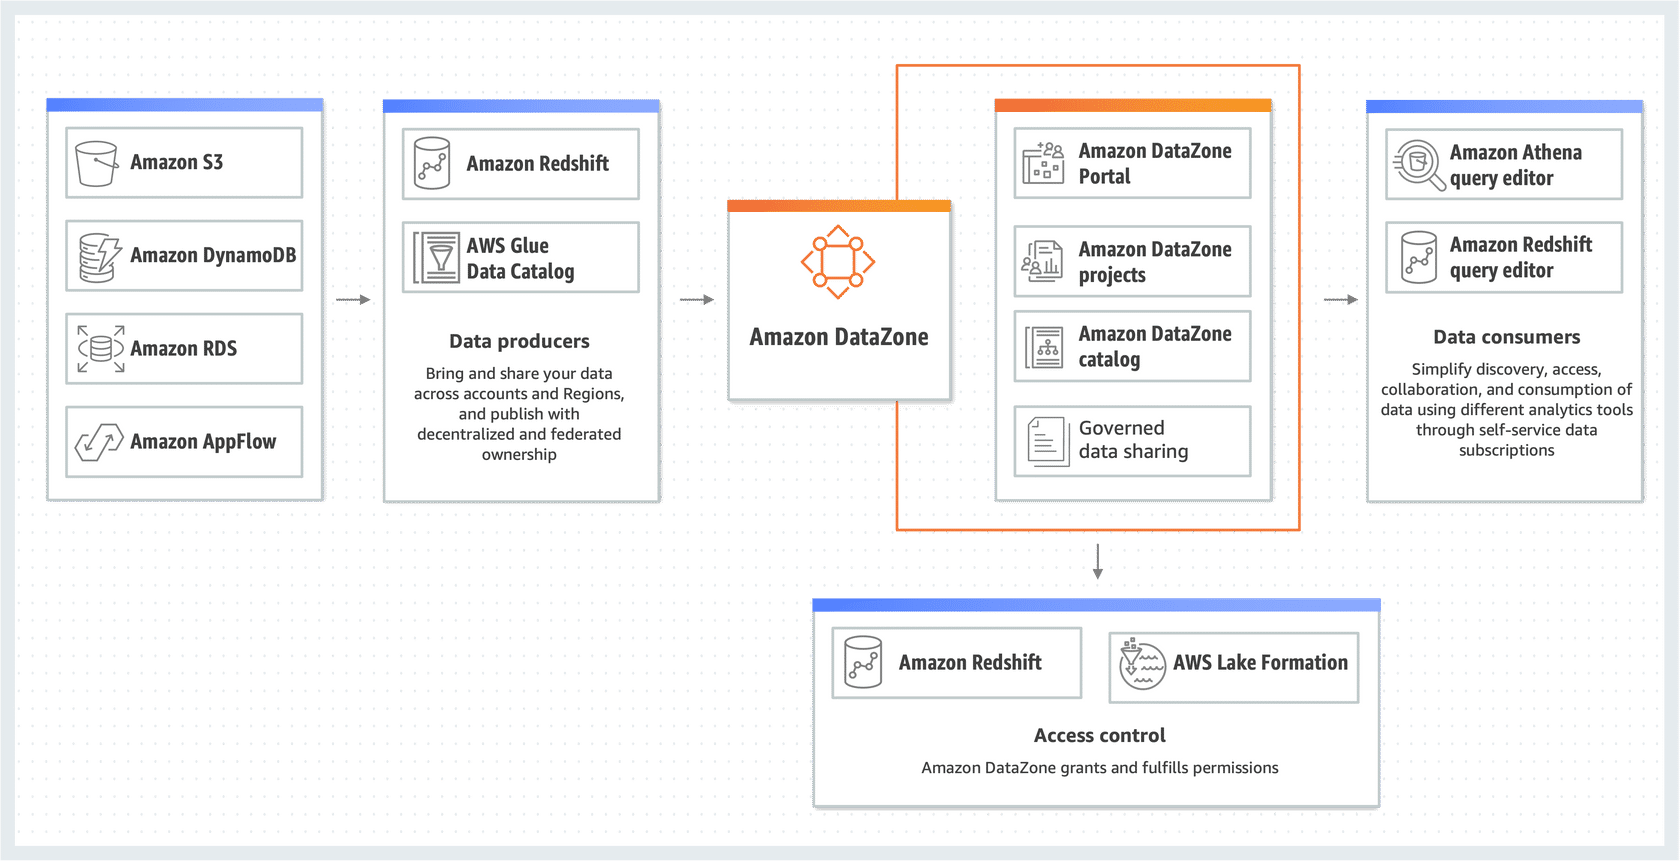 Amazon S3
Amazon DynamoDB
Amazon RDS
Amazon AppFlow
Amazon Redshift
AWS Glue
Data Catalog
Data producers
Bring and share your data
across accounts and Regions,
and publish with
decentralized and federated
ownership
Amazon DataZone
Amazon DataZone
Portal
Amazon DataZone
projects
Amazon DataZone
catalog
Governed
data sharing
Amazon Athena
query editor
Amazon Redshift
query editor
Data consumers
Simplify discovery, access,
collaboration, and consumption of
data using different analytics tools
through self-service data
subscriptions
Amazon Redshift
AWS Lake Formation
Access control
Amazon DataZone grants and fulfills permissions